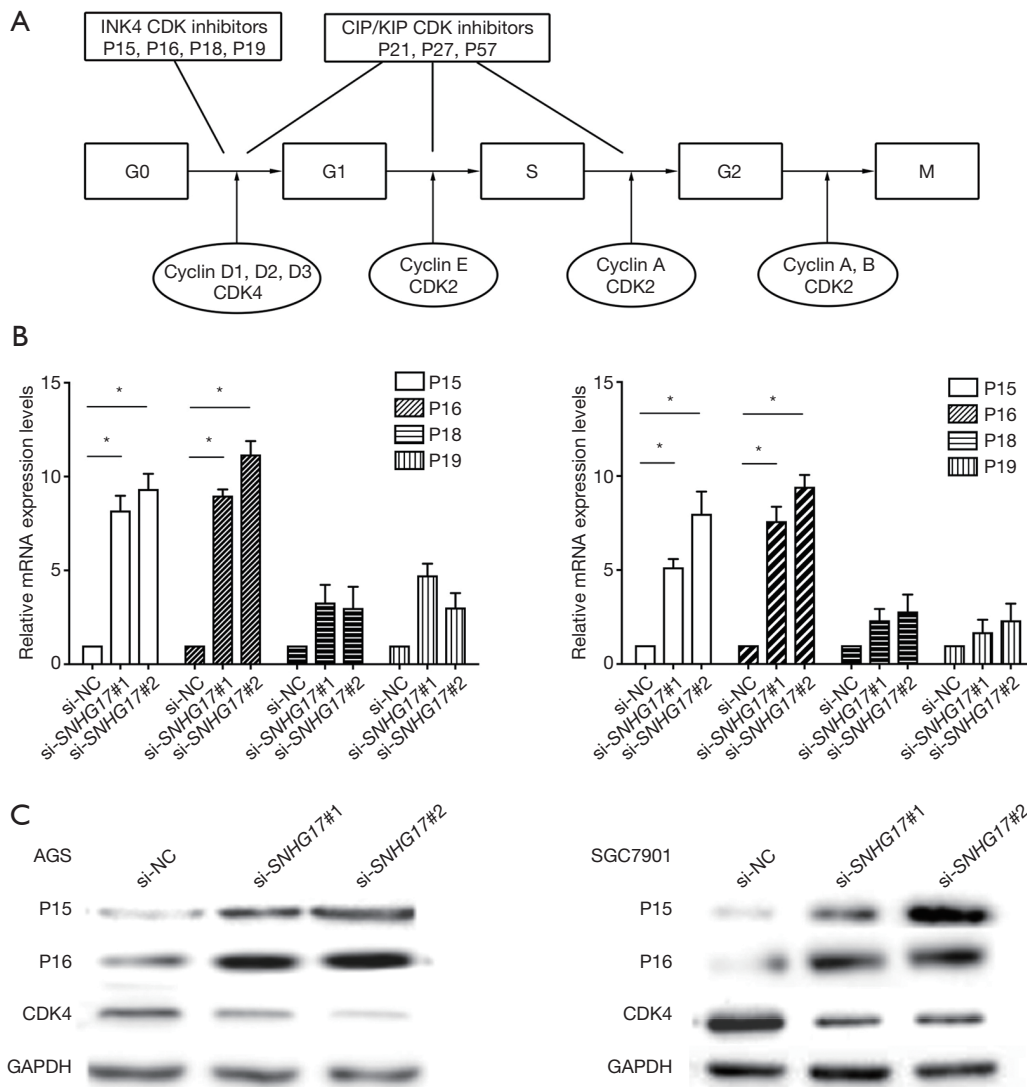 A
INK4 CDK inhibitors
P15, P16, P18, P19
CIP/KIP CDK inhibitors
P21, P27, P57
G0
G1
S
G2
M
Cyclin D1, D2, D3
CDK4
Cyclin E
CDK2
Cyclin A
CDK2
Cyclin A, B
CDK2
B
Relative mRNA expression levels
15
10
5
0
*
*
*
*
P15
P16
P18
P19
si-NC
si-SNHG17#1
si-SNHG17#2
si-NC
si-SNHG17#1
si-SNHG17#2
si-NC
si-SNHG17#1
si-SNHG17#2
si-NC
si-SNHG17#1
si-SNHG17#2
Relative mRNA expression levels
15
10
5
0
*
*
*
*
P15
P16
P18
P19
si-NC
si-SNHG17#1
si-SNHG17#2
si-NC
si-SNHG17#1
si-SNHG17#2
si-NC
si-SNHG17#1
si-SNHG17#2
si-NC
si-SNHG17#1
si-SNHG17#2
C
AGS
si-NC
si-SNHG17#1
si-SNHG17#2
P15
P16
CDK4
GAPDH
SGC7901
si-NC
si-SNHG17#1
si-SNHG17#2
P15
P16
CDK4
GAPDH